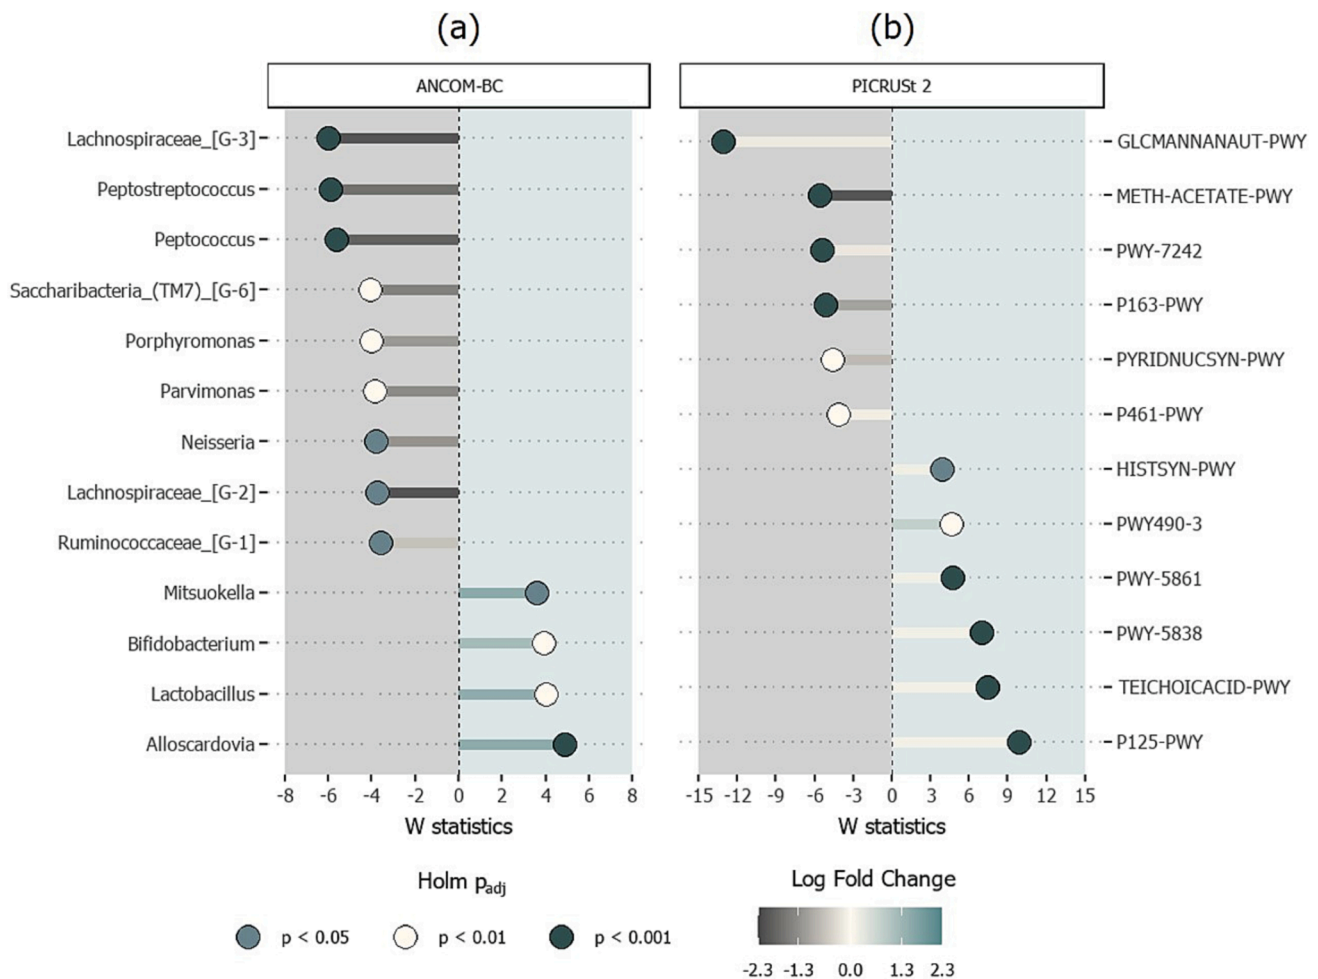 (a)
(b)
ANCOM-BC
PICRUSt 2
Lachnospiraceae_[G-3]
Peptostreptococcus
Peptococcus
Saccharibacteria_(TM7)_[G-6]
Porphyromonas
Parvimonas
Neisseria
Lachnospiraceae_[G-2]
Ruminococcaceae_[G-1]
Mitsuokella
Bifidobacterium
Lactobacillus
Alloscardovia
GLCMANNANAUT-PWY
METH-ACETATE-PWY
PWY-7242
P163-PWY
PYRIDNUCSYN-PWY
P461-PWY
HISTSYN-PWY
PWY490-3
PWY-5861
PWY-5838
TEICHOICACID-PWY
P125-PWY
-8 -6 -4 -2 0 2 4 6 8
-15 -12 -9 -6 -3 0 3 6 9 12 15
W statistics
W statistics
Holm padj
p < 0.05 p < 0.01 p < 0.001
Log Fold Change
-2.3 -1.3 0.0 1.3 2.3